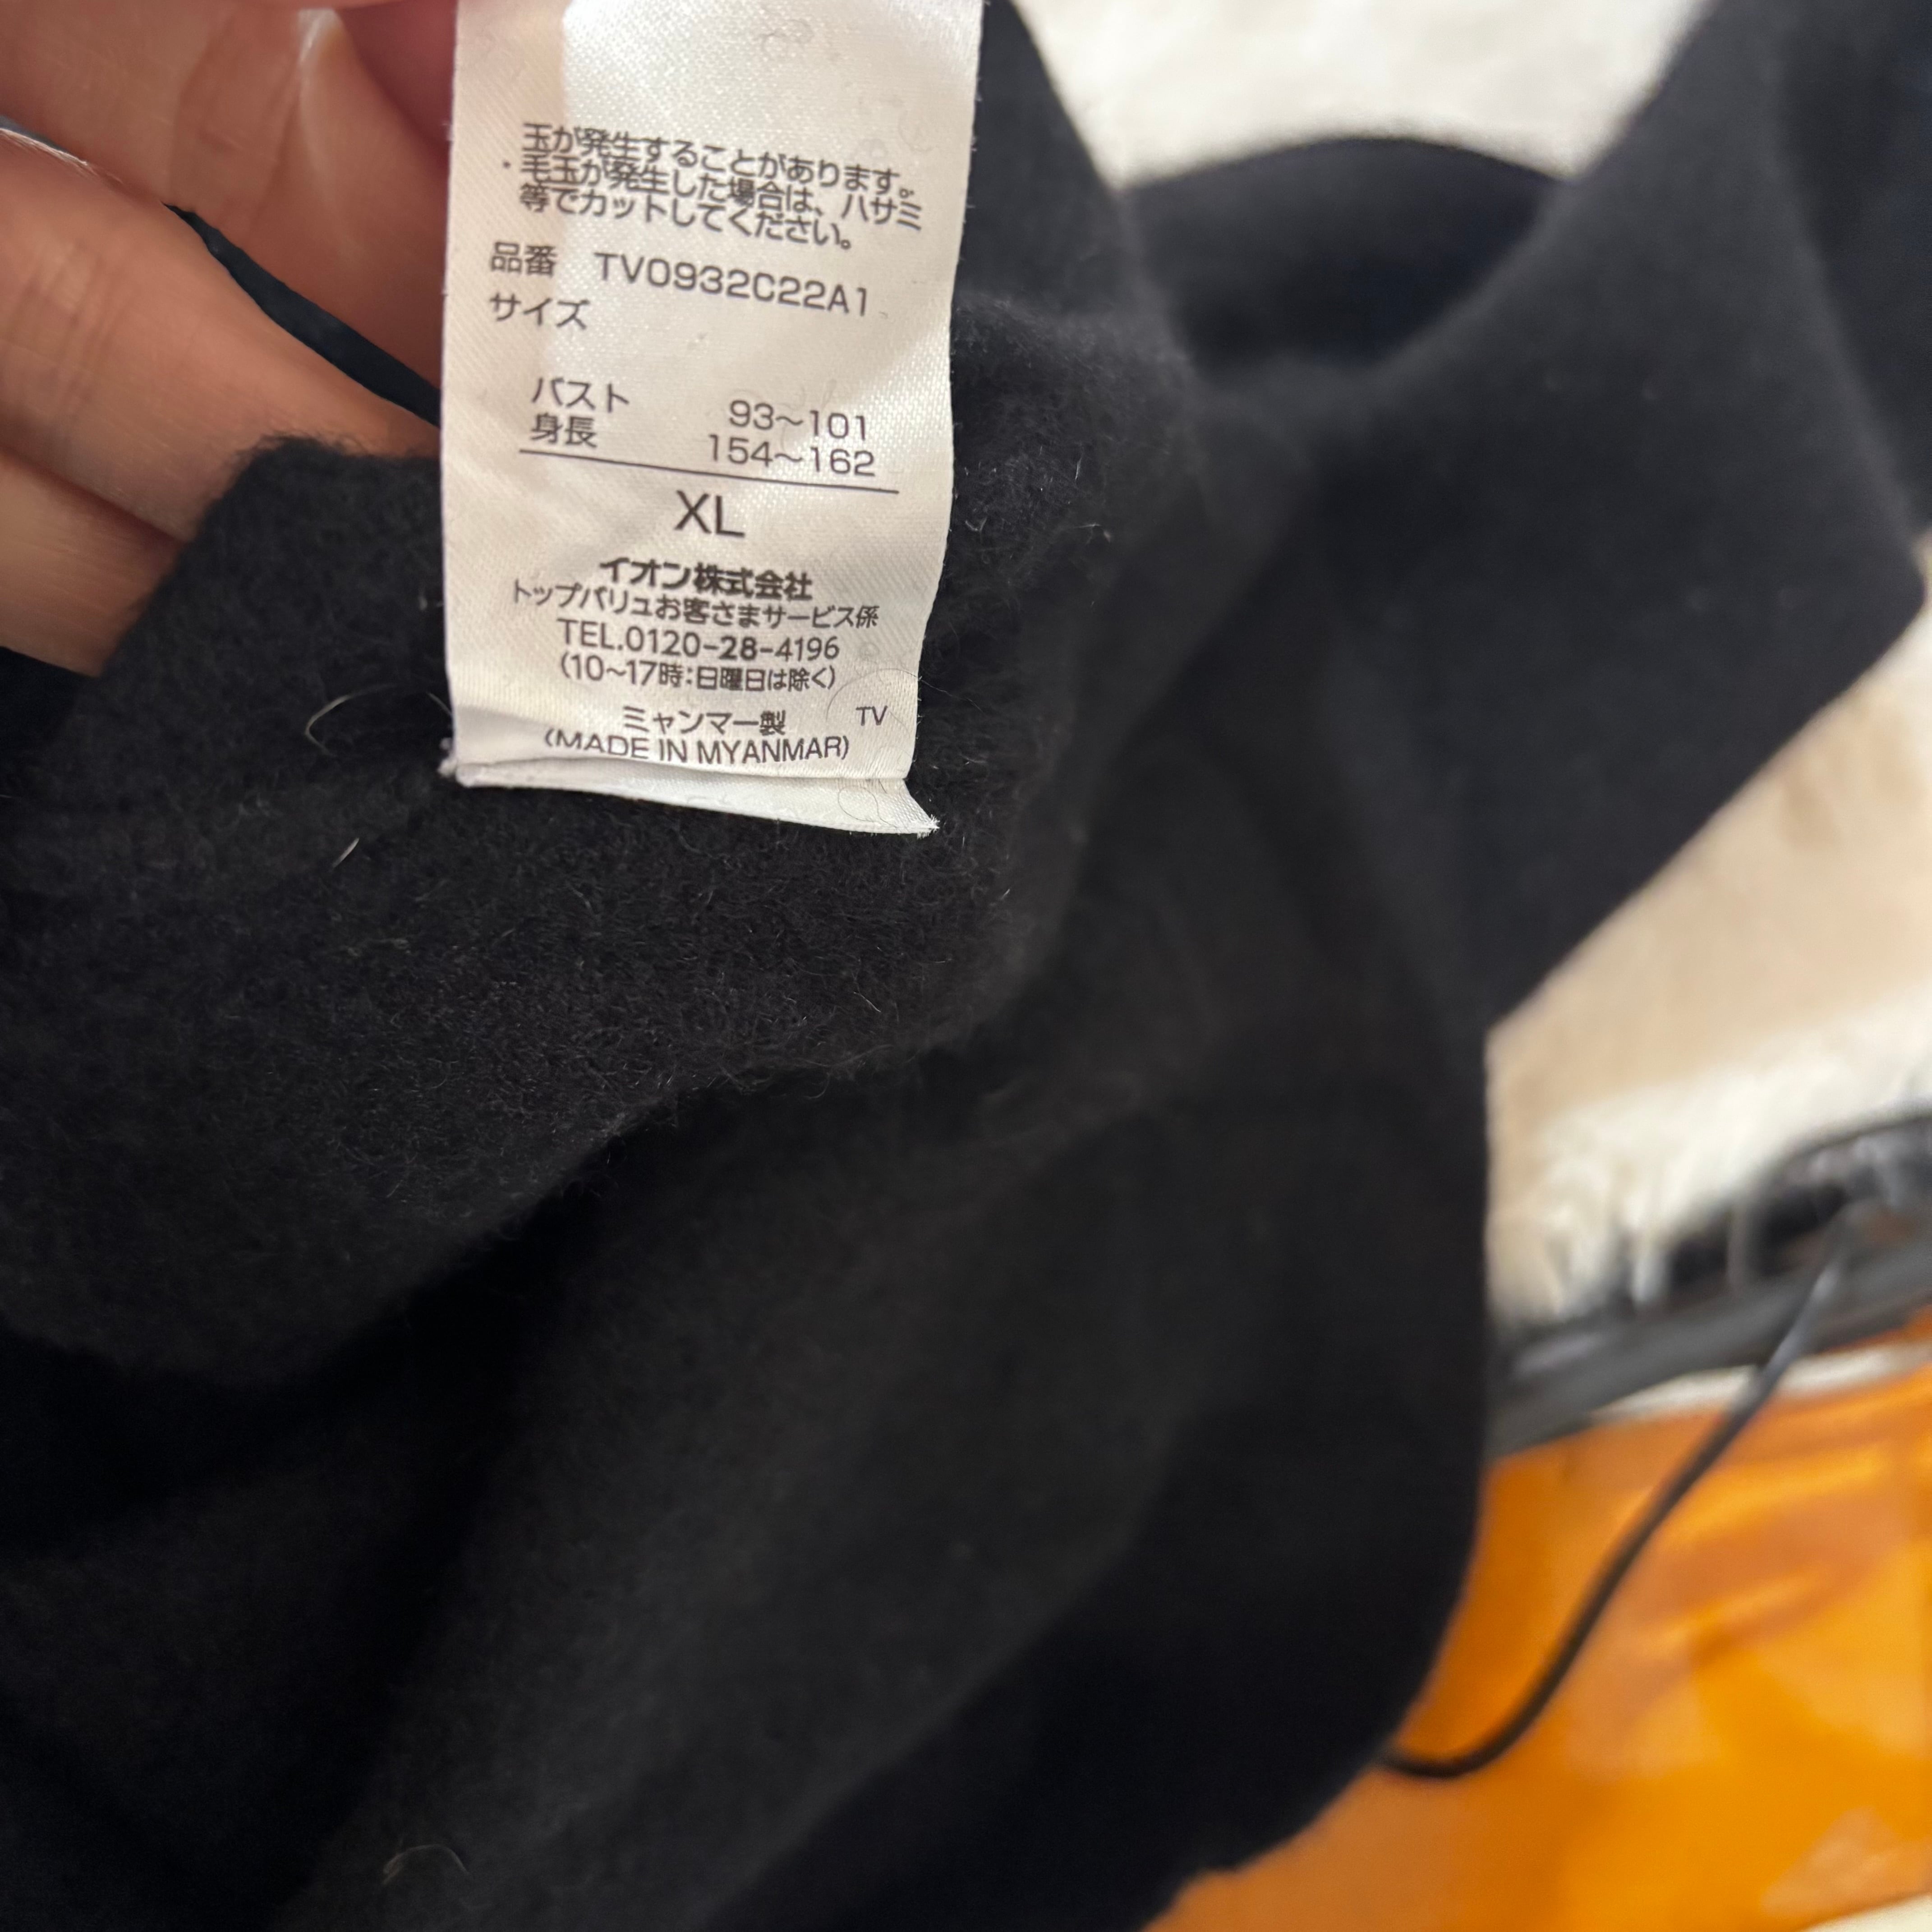 玉が発生することがあります。
・毛玉が発生した場合は、ハサミ
等でカットしてください。
品番 TV0932C22A1
サイズ
バスト 93~101
身長 154~162
XL
イオン株式会社
トップバリュお客さまサービス係
TEL.0120-28-4196
(10~17時:日曜日は除く)
ミャンマー製 TV
(MADE IN MYANMAR)